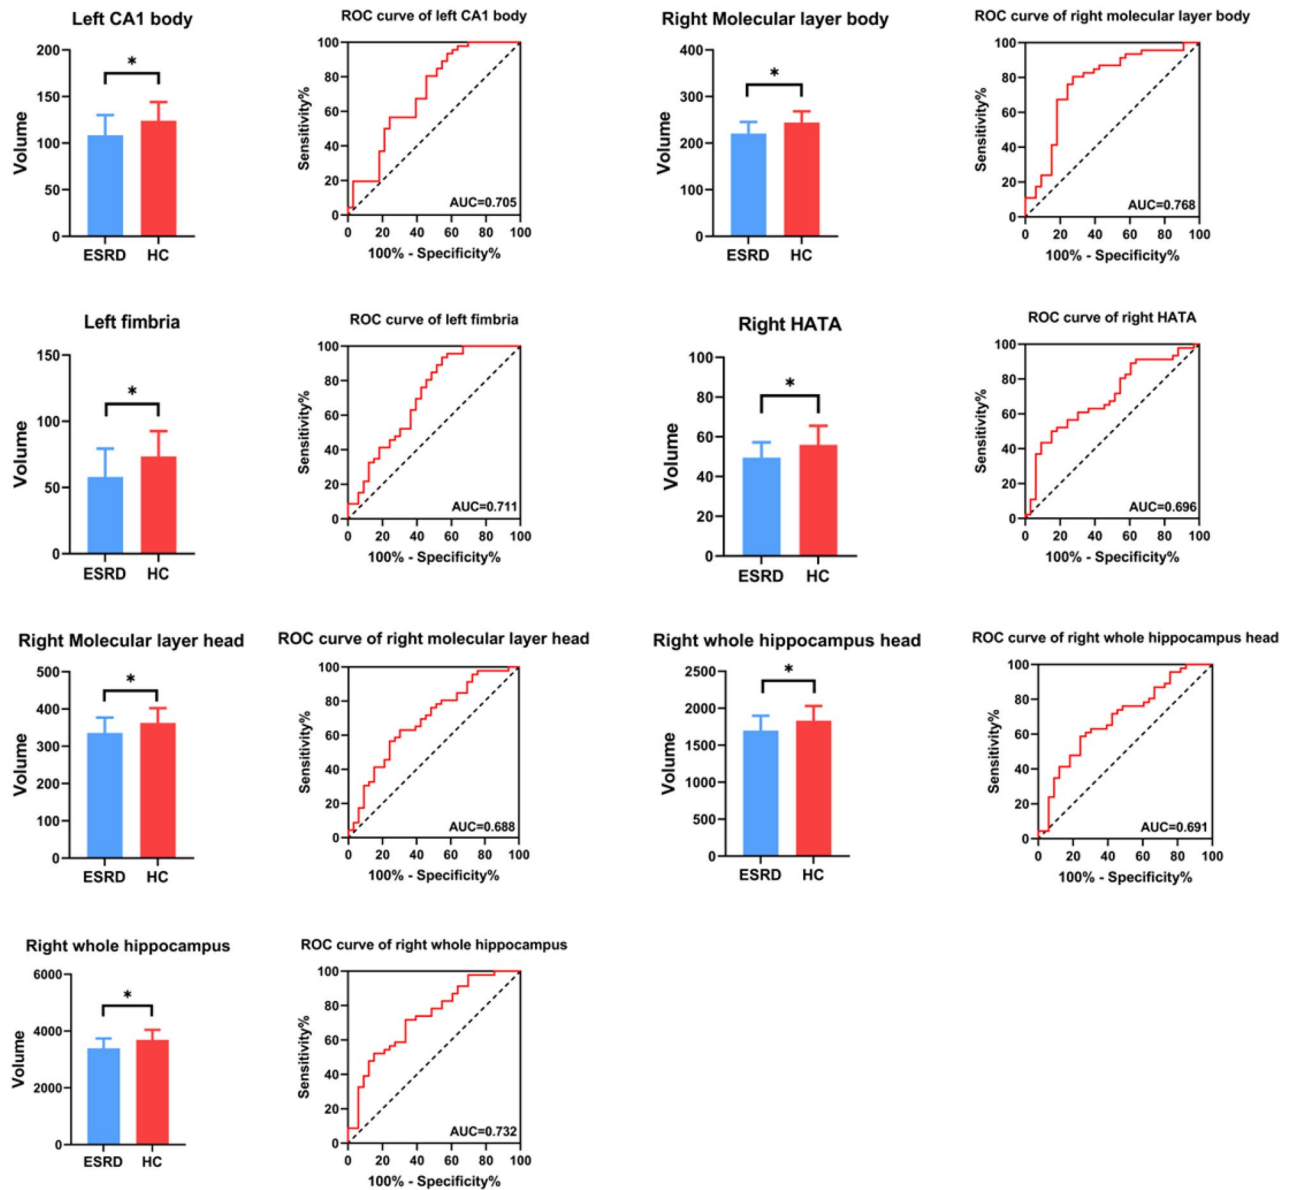 Left CA1 body
200
150
100
50
0
Volume
*
ESRD HC
ROC curve of left CA1 body
100
80
60
40
20
0
Sensitivity%
AUC=0.705
0 20 40 60 80 100
100% - Specificity%
Right Molecular layer body
400
300
200
100
0
Volume
*
ESRD HC
ROC curve of right molecular layer body
100
80
60
40
20
0
Sensitivity%
AUC=0.768
0 20 40 60 80 100
100% - Specificity%
Left fimbria
150
100
50
0
Volume
*
ESRD HC
ROC curve of left fimbria
100
80
60
40
20
0
Sensitivity%
AUC=0.711
0 20 40 60 80 100
100% - Specificity%
Right HATA
100
80
60
40
20
0
Volume
*
ESRD HC
ROC curve of right HATA
100
80
60
40
20
0
Sensitivity%
AUC=0.696
0 20 40 60 80 100
100% - Specificity%
Right Molecular layer head
500
400
300
200
100
0
Volume
*
ESRD HC
ROC curve of right molecular layer head
100
80
60
40
20
0
Sensitivity%
AUC=0.688
0 20 40 60 80 100
100% - Specificity%
Right whole hippocampus head
2500
2000
1500
1000
500
0
Volume
*
ESRD HC
ROC curve of right whole hippocampus head
100
80
60
40
20
0
Sensitivity%
AUC=0.691
0 20 40 60 80 100
100% - Specificity%
Right whole hippocampus
6000
4000
2000
0
Volume
*
ESRD HC
ROC curve of right whole hippocampus
100
80
60
40
20
0
Sensitivity%
AUC=0.732
0 20 40 60 80 100
100% - Specificity%